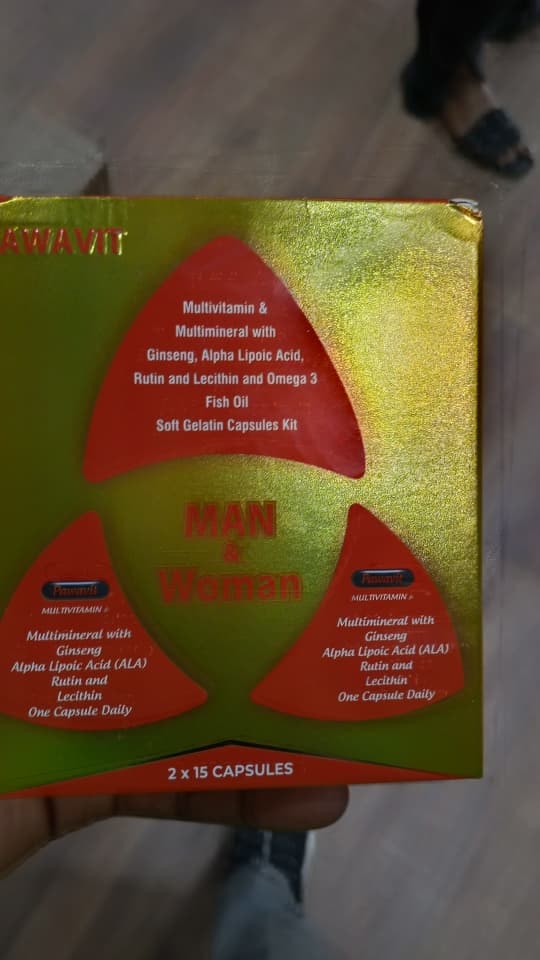 AWAVIT
Multivitamin &
Multimineral with
Ginseng, Alpha Lipoic Acid,
Rutin and Lecithin and Omega 3
Fish Oil
Soft Gelatin Capsules Kit
MAN
&
Woman
Pawavit
MULTIVITAMIN &
Multimineral with
Ginseng
Alpha Lipoic Acid (ALA)
Rutin and
Lecithin
One Capsule Daily
Pawavit
MULTIVITAMIN &
Multimineral with
Ginseng
Alpha Lipoic Acid (ALA)
Rutin and
Lecithin
One Capsule Daily
2 x 15 CAPSULES